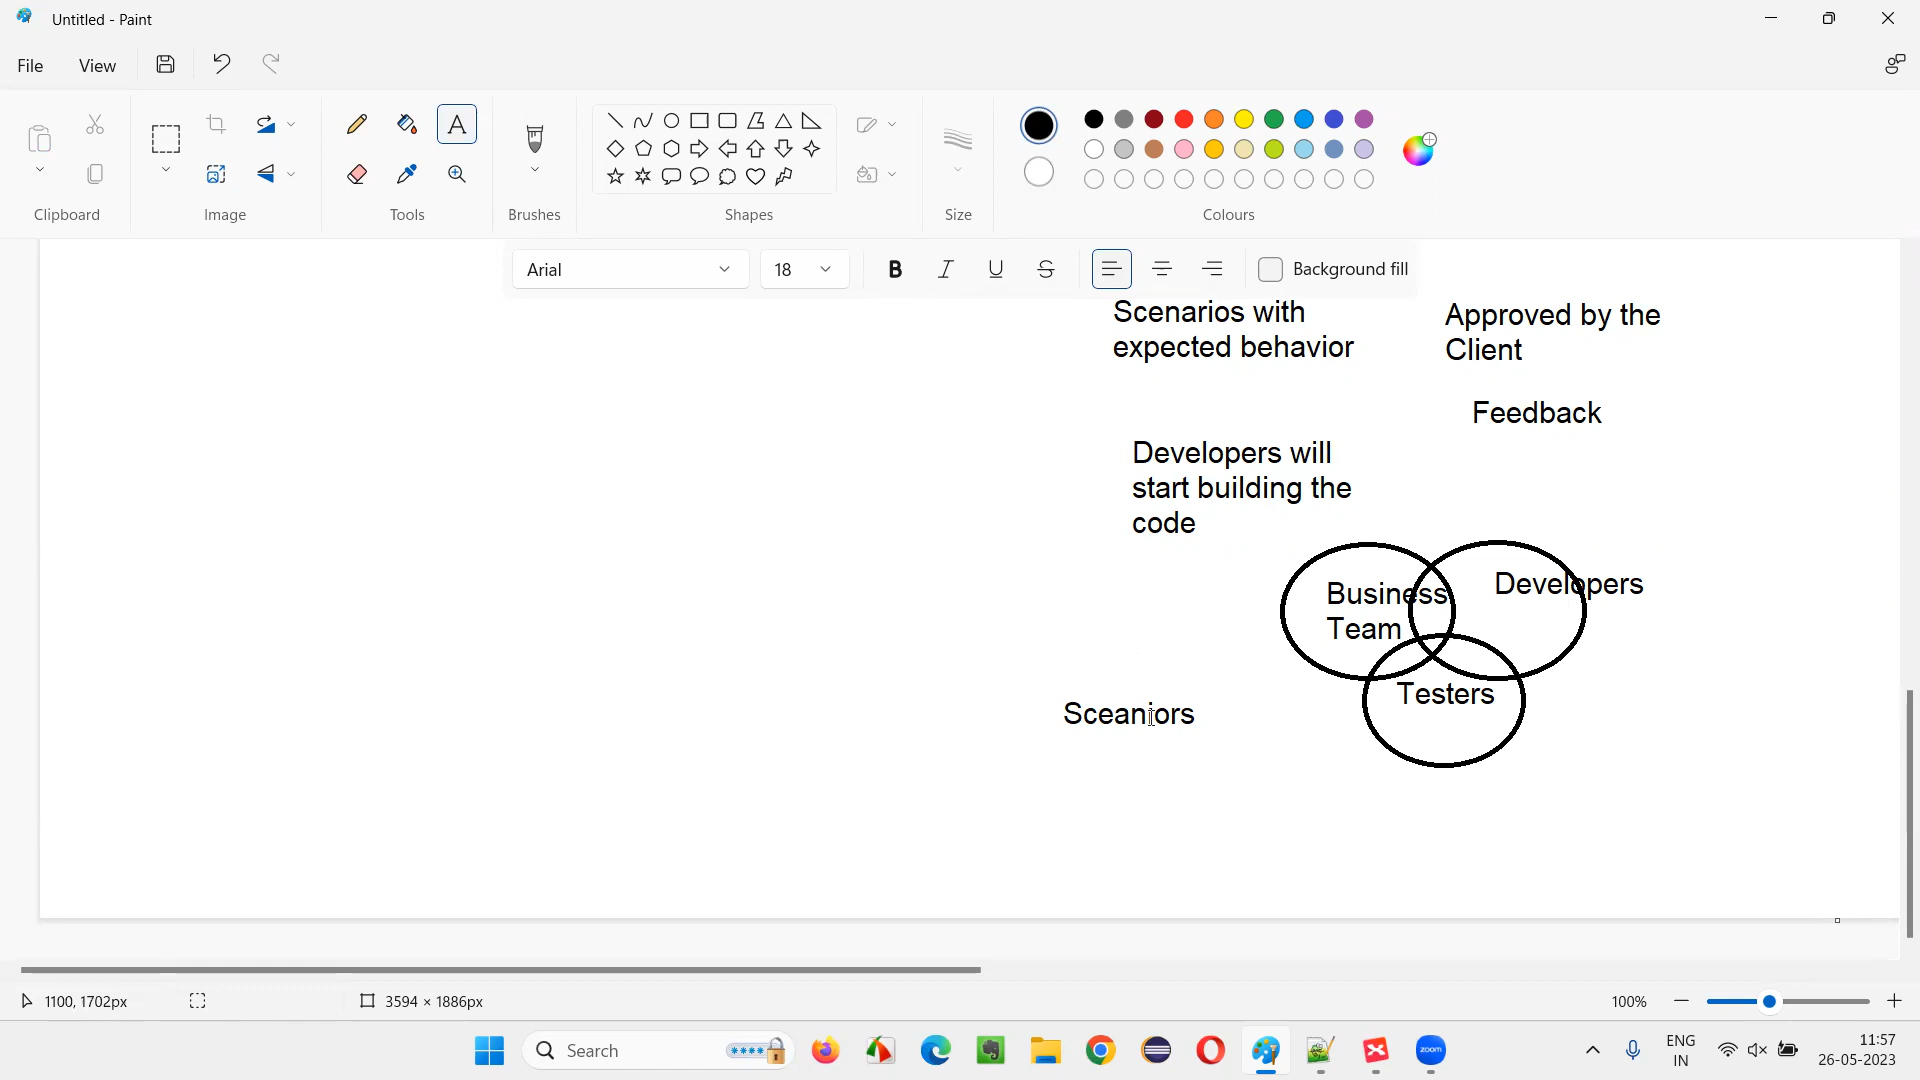 Untitled - Paint
File
View
Clipboard
Image
Tools
Brushes
Shapes
Size
Colours
Arial
18
B
I
U
S
Background fill
Scenarios with
expected behavior
Approved by the
Client
Feedback
Developers will
start building the
code
Business
Team
Developers
Testers
Sceaniors
1100, 1702px
3594 × 1886px
100%
Search
zoom
ENG
IN
11:57
26-05-2023